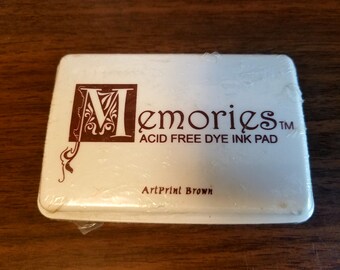 Memories™
ACID FREE DYE INK PAD
ArtPrint Brown